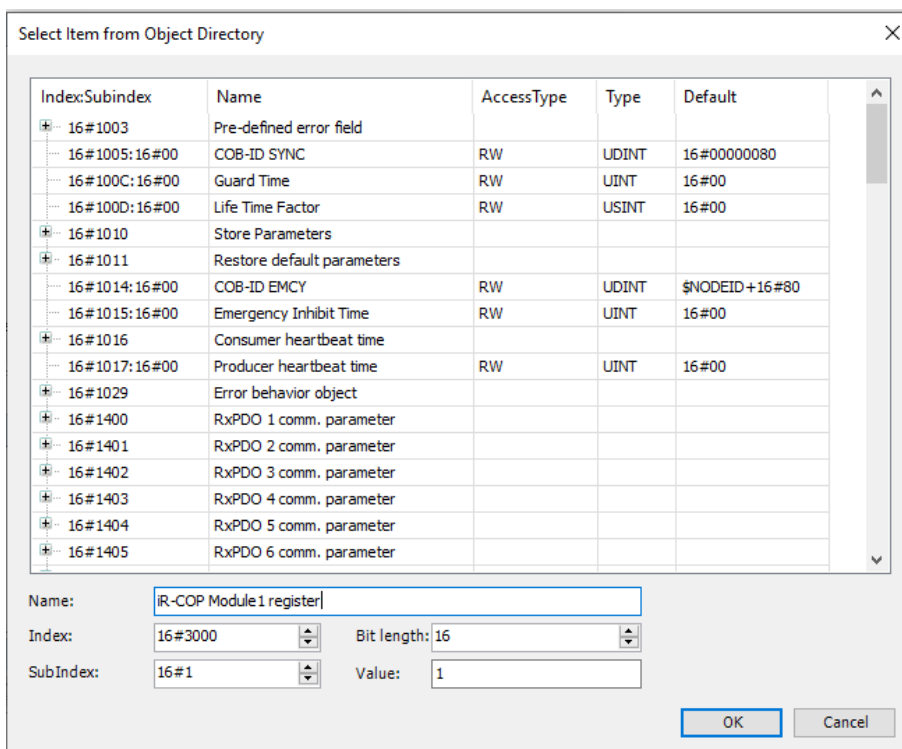 Select Item from Object Directory
Index:Subindex Name AccessType Type Default
16#1003 Pre-defined error field
16#1005:16#00 COB-ID SYNC RW UDINT 16#00000080
16#100C:16#00 Guard Time RW UINT 16#00
16#100D:16#00 Life Time Factor RW USINT 16#00
16#1010 Store Parameters
16#1011 Restore default parameters
16#1014:16#00 COB-ID EMCY RW UDINT $NODEID+16#80
16#1015:16#00 Emergency Inhibit Time RW UINT 16#00
16#1016 Consumer heartbeat time
16#1017:16#00 Producer heartbeat time RW UINT 16#00
16#1029 Error behavior object
16#1400 RxPDO 1 comm. parameter
16#1401 RxPDO 2 comm. parameter
16#1402 RxPDO 3 comm. parameter
16#1403 RxPDO 4 comm. parameter
16#1404 RxPDO 5 comm. parameter
16#1405 RxPDO 6 comm. parameter
Name: iR-COP Module1 register
Index: 16#3000 Bit length: 16
SubIndex: 16#1 Value: 1
OK Cancel